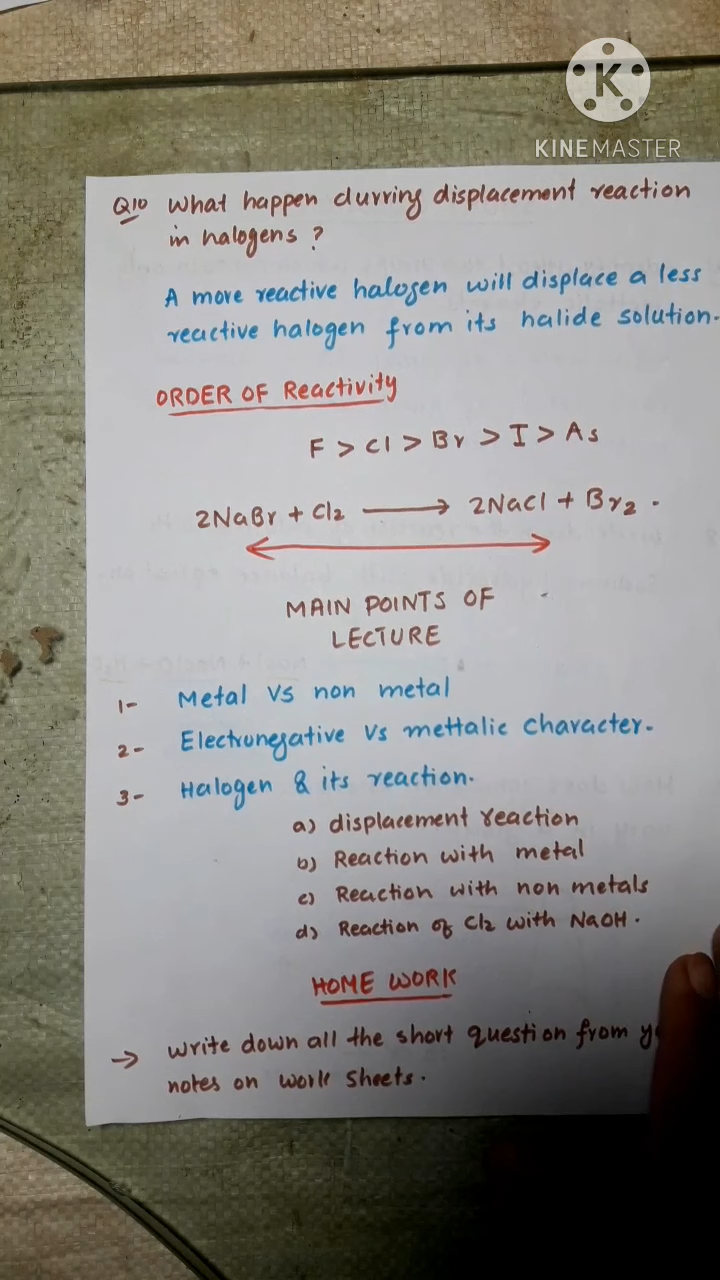 K
KINEMASTER
Q10 What happen durring displacement reaction
in halogens ?
A more reactive halogen will displace a less
reactive halogen from its halide solution.
ORDER OF Reactivity
F > Cl > Br > I > As
2NaBr + Cl2 ⟶ 2NaCl + Br2 .
MAIN POINTS OF
LECTURE
1- Metal Vs non metal
2- Electronegative Vs mettalic Character.
3- Halogen & its reaction.
a) displacement reaction
b) Reaction with metal
c) Reaction with non metals
d) Reaction of Cl2 with NaOH.
HOME WORK
→ Write down all the short question from
notes on work Sheets.